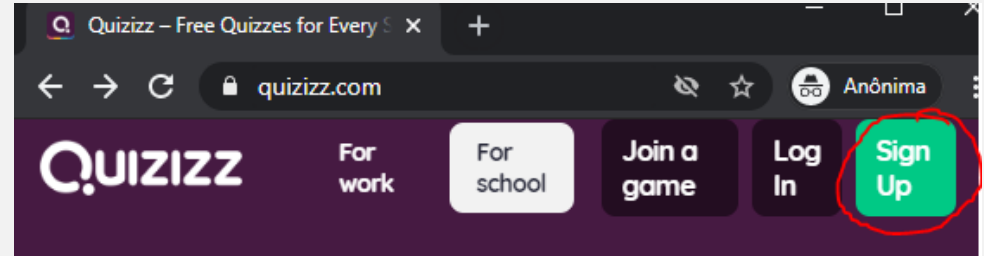 Quizizz – Free Quizzes for Every S
quizizz.com
Anônima
QUIZIZZ
For work
For school
Join a game
Log In
Sign Up